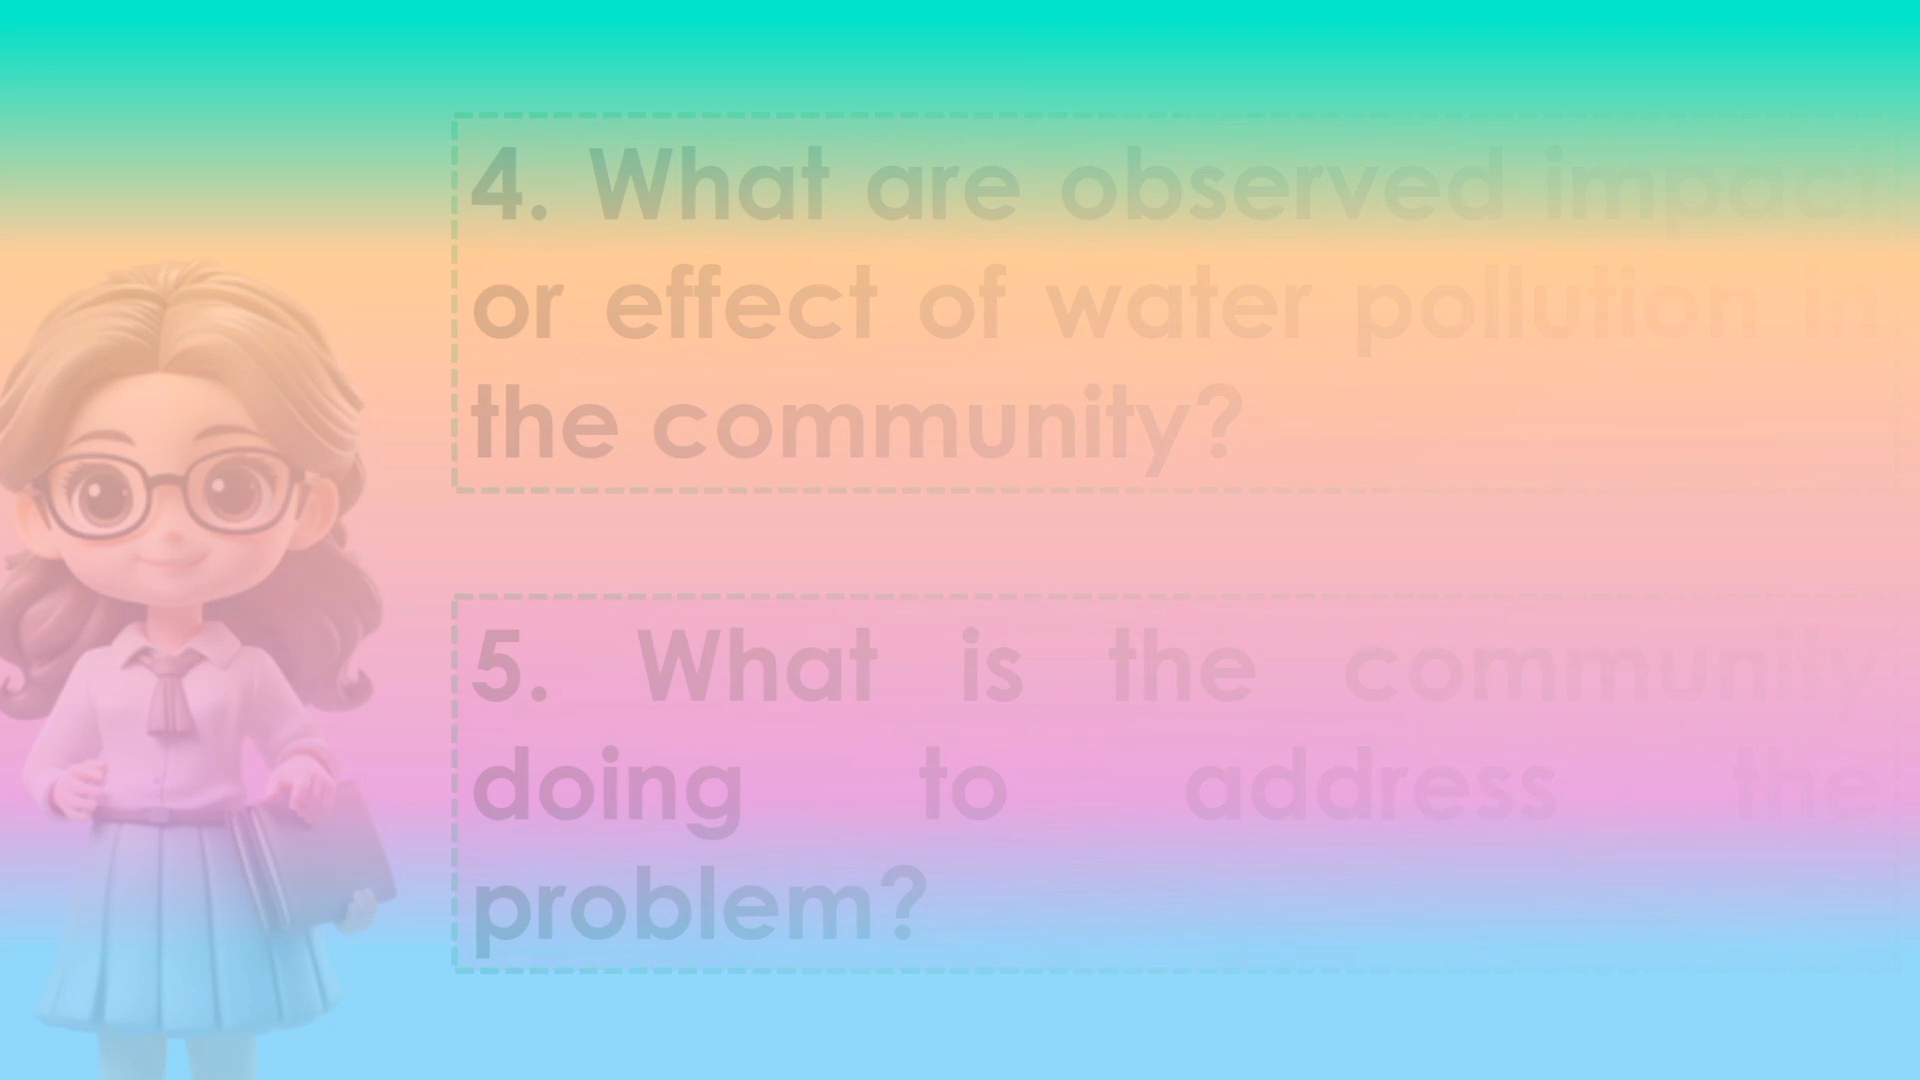 4. What are observed impact
or effect of water pollution in
the community?
5. What is the community
doing to address the
problem?